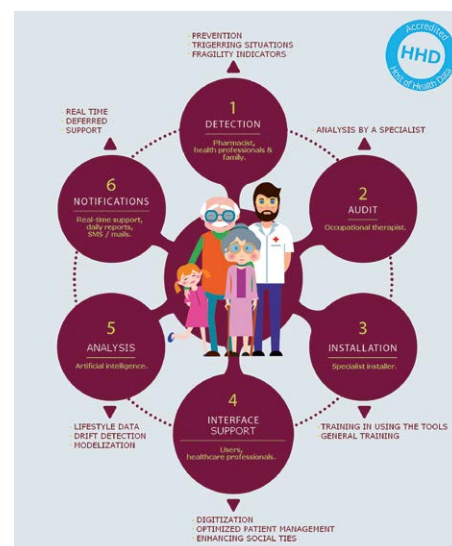 · PREVENTION
· TRIGERRING SITUATIONS
· FRAGILITY INDICATORS
Accredited
HHD
Host of Health Data
1
DETECTION
Pharmacist,
health professionals &
family.
· REAL TIME
· DEFERRED
· SUPPORT
· ANALYSIS BY A SPECIALIST
6
NOTIFICATIONS
Real-time support,
daily reports,
SMS / mails.
2
AUDIT
Occupational therapist.
5
ANALYSIS
Artificial intelligence.
3
INSTALLATION
Specialist installer.
4
INTERFACE
SUPPORT
Users,
healthcare professionals.
· LIFESTYLE DATA
· DRIFT DETECTION
· MODELIZATION
· TRAINING IN USING THE TOOLS
· GENERAL TRAINING
· DIGITIZATION
· OPTIMIZED PATIENT MANAGEMENT
· ENHANCING SOCIAL TIES